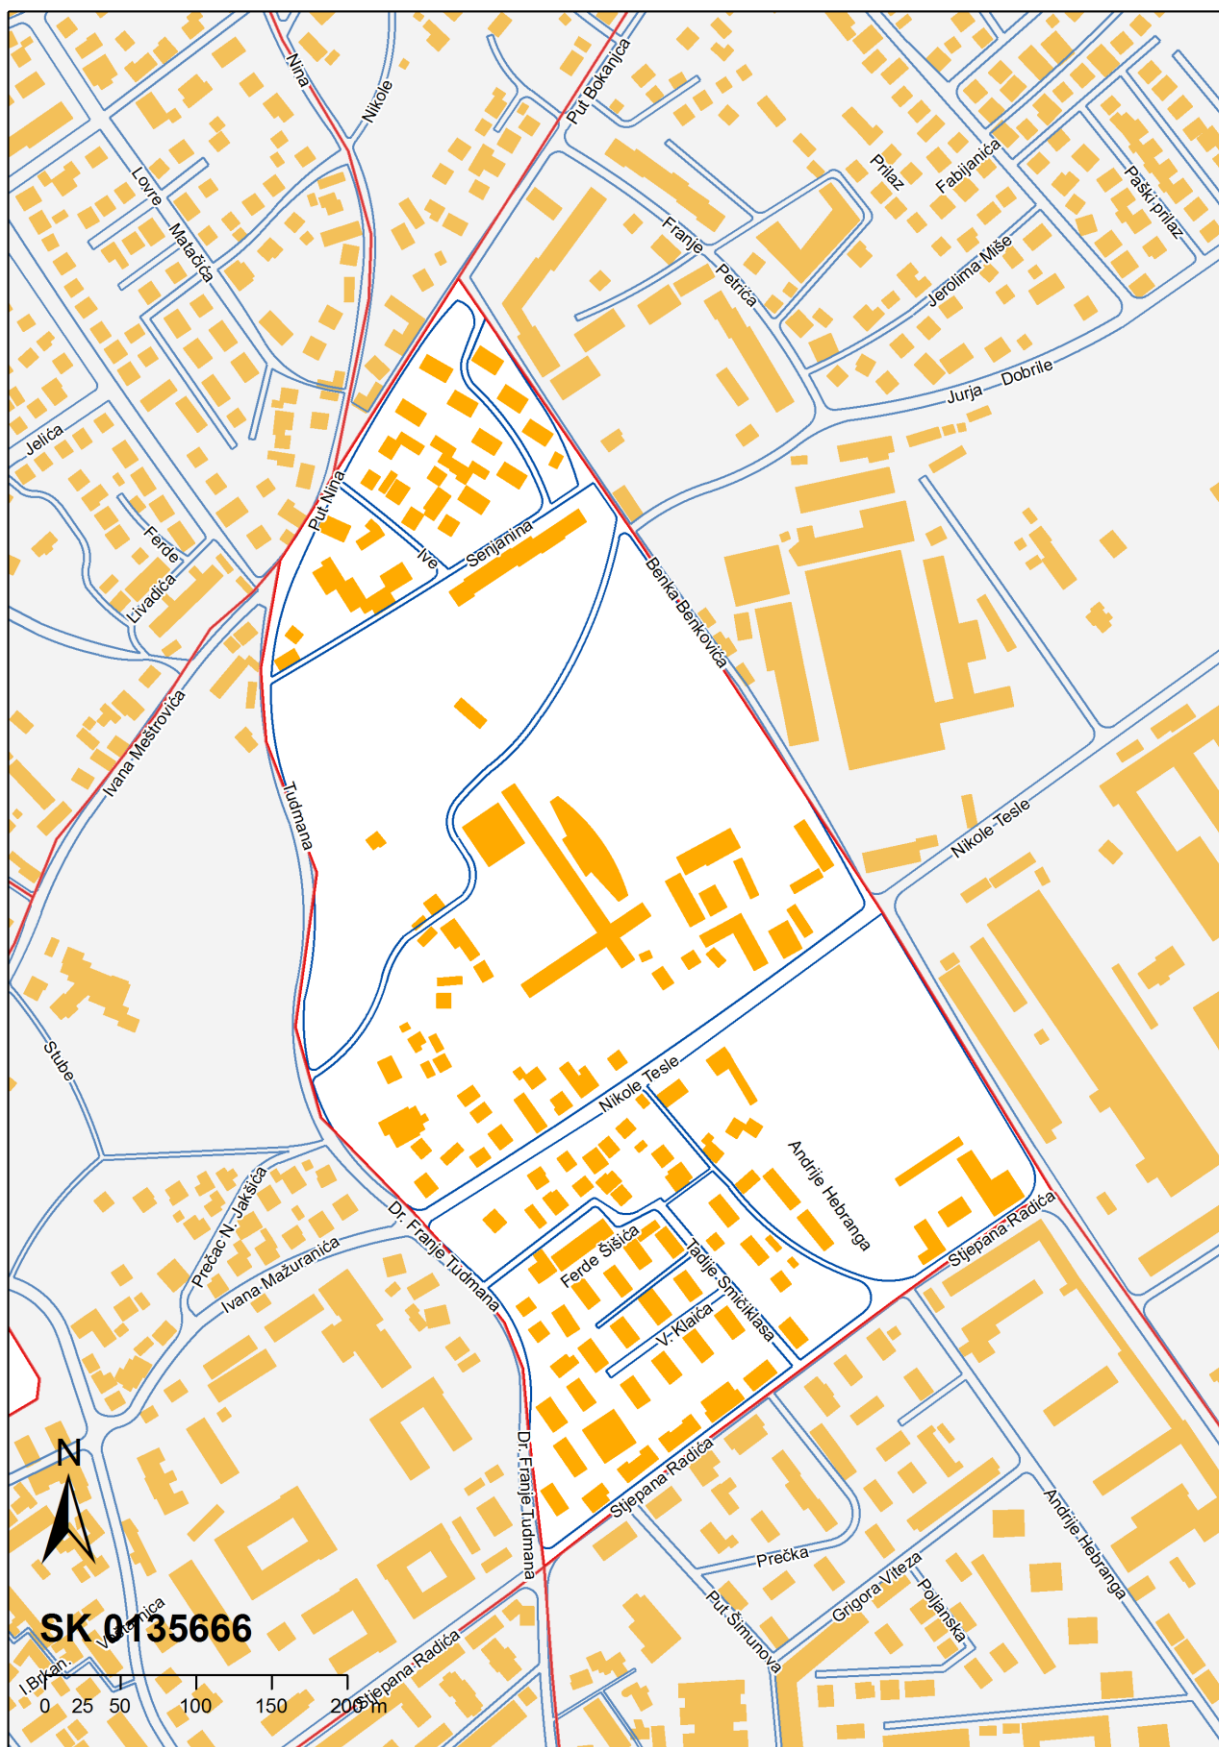 Nina
Nikole
Put Bokanjca
Lovre
Matačića
Prilaz
Fabijanića
Paški prilaz
Franje
Petrića
Jerolima Miše
Jurja
Dobrile
Jelića
Put Nina
Ferde
Livadića
Ive
Senjanina
Benka Benkovića
Ivana Meštrovića
Tuđmana
Nikole Tesle
Stube
Nikole Tesle
Andrije Hebranga
Prečac N. Jakšića
Ivana Mažuranića
Dr. Franje Tuđmana
Ferde Šišića
Tadije Smičiklasa
V. Klaića
Stjepana Radića
Dr. Franje Tuđmana
Stjepana Radića
Andrije Hebranga
Prečka
Grigora Viteza
Poljanska
Put Šimunova
Stjepana Radića
N
Voštarnica
SK 0135666
I.Brkan.
0 25 50 100 150 200 m